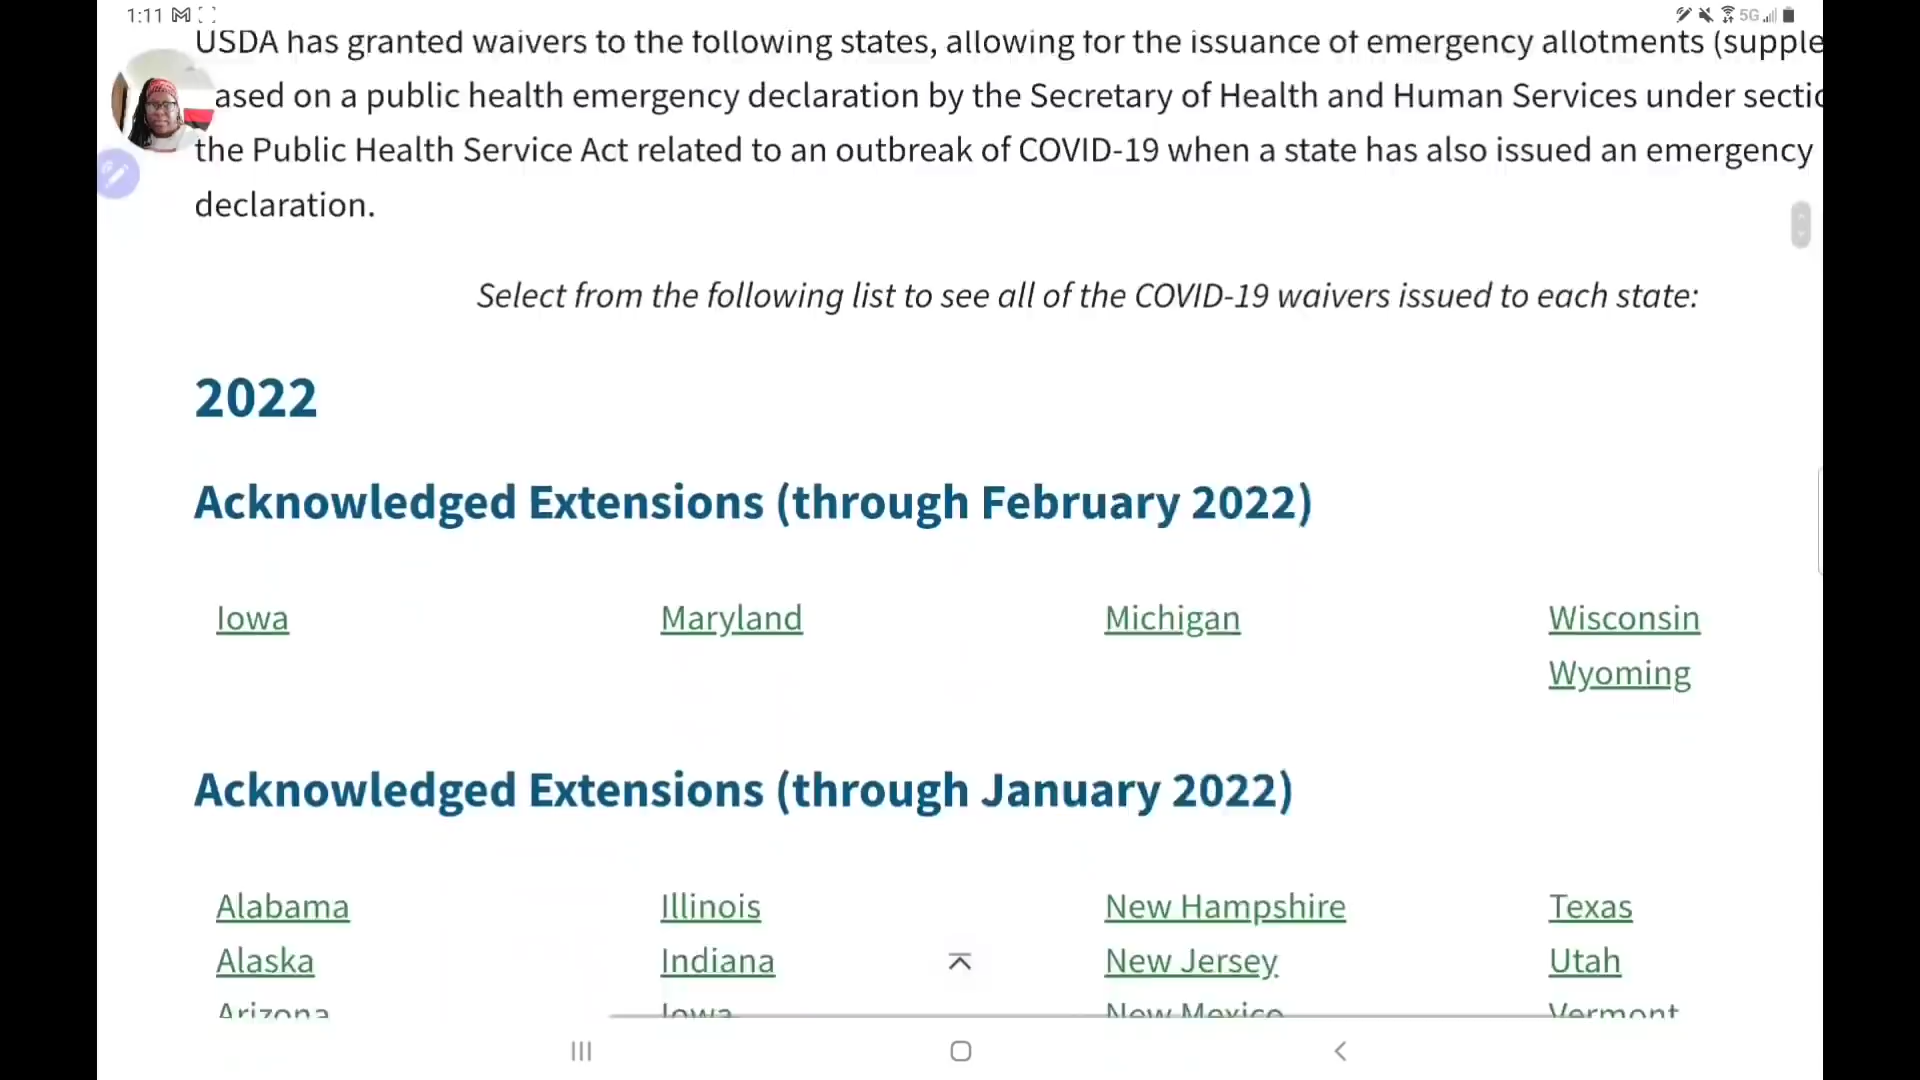 1:11
5G
USDA has granted waivers to the following states, allowing for the issuance of emergency allotments (supple
ased on a public health emergency declaration by the Secretary of Health and Human Services under sectio
the Public Health Service Act related to an outbreak of COVID-19 when a state has also issued an emergency
declaration.
Select from the following list to see all of the COVID-19 waivers issued to each state:
2022
Acknowledged Extensions (through February 2022)
Iowa Maryland Michigan Wisconsin
Wyoming
Acknowledged Extensions (through January 2022)
Alabama Illinois New Hampshire Texas
Alaska Indiana New Jersey Utah
Arizona Iowa New Mexico Vermont